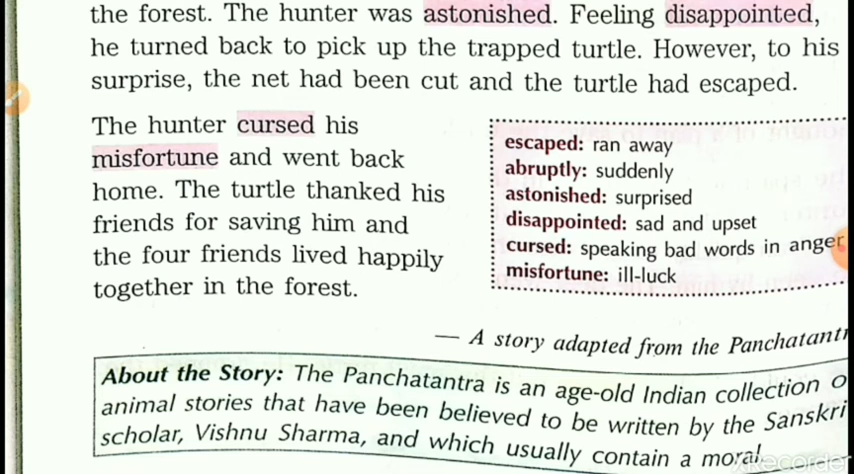 the forest. The hunter was astonished. Feeling disappointed,
he turned back to pick up the trapped turtle. However, to his
surprise, the net had been cut and the turtle had escaped.
The hunter cursed his
misfortune and went back
home. The turtle thanked his
friends for saving him and
the four friends lived happily
together in the forest.
escaped: ran away
abruptly: suddenly
astonished: surprised
disappointed: sad and upset
cursed: speaking bad words in anger
misfortune: ill-luck
— A story adapted from the Panchatant
About the Story: The Panchatantra is an age-old Indian collection o
animal stories that have been believed to be written by the Sanskri
scholar, Vishnu Sharma, and which usually contain a moral
XRecorder